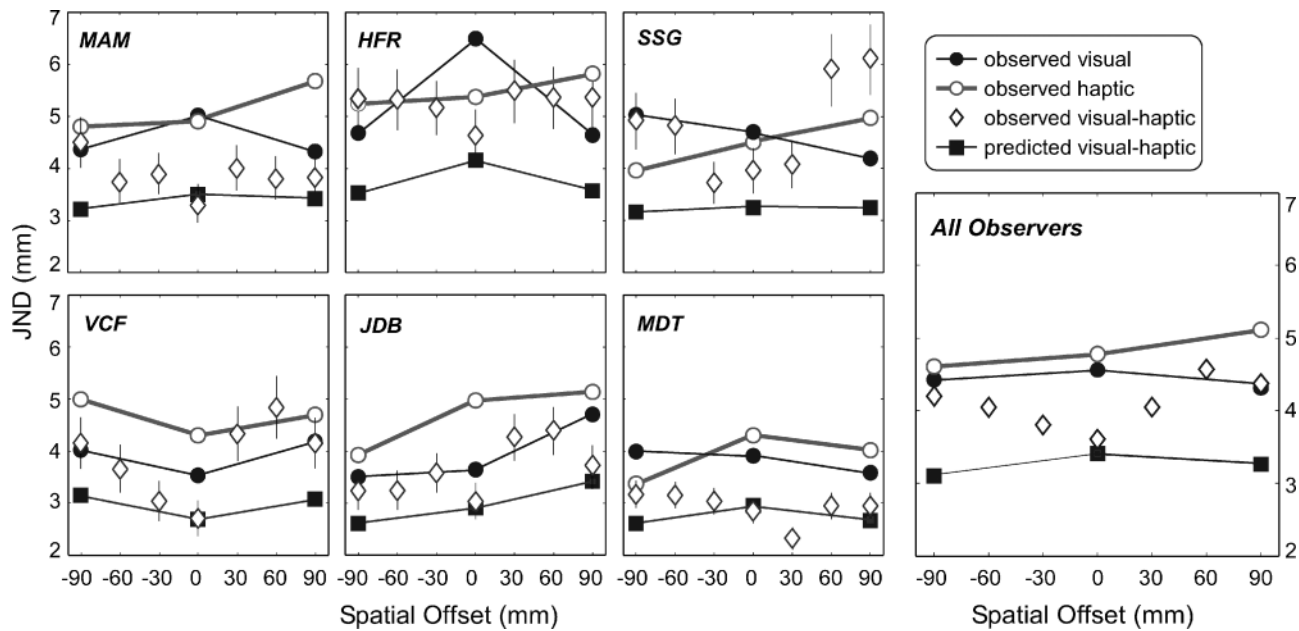 MAM
HFR
SSG
observed visual
observed haptic
observed visual-haptic
predicted visual-haptic
7
6
5
4
3
2
JND (mm)
VCF
JDB
MDT
7
6
5
4
3
2
-90 -60 -30 0 30 60 90
-90 -60 -30 0 30 60 90
-90 -60 -30 0 30 60 90
Spatial Offset (mm)
All Observers
7
6
5
4
3
2
-90 -60 -30 0 30 60 90
Spatial Offset (mm)